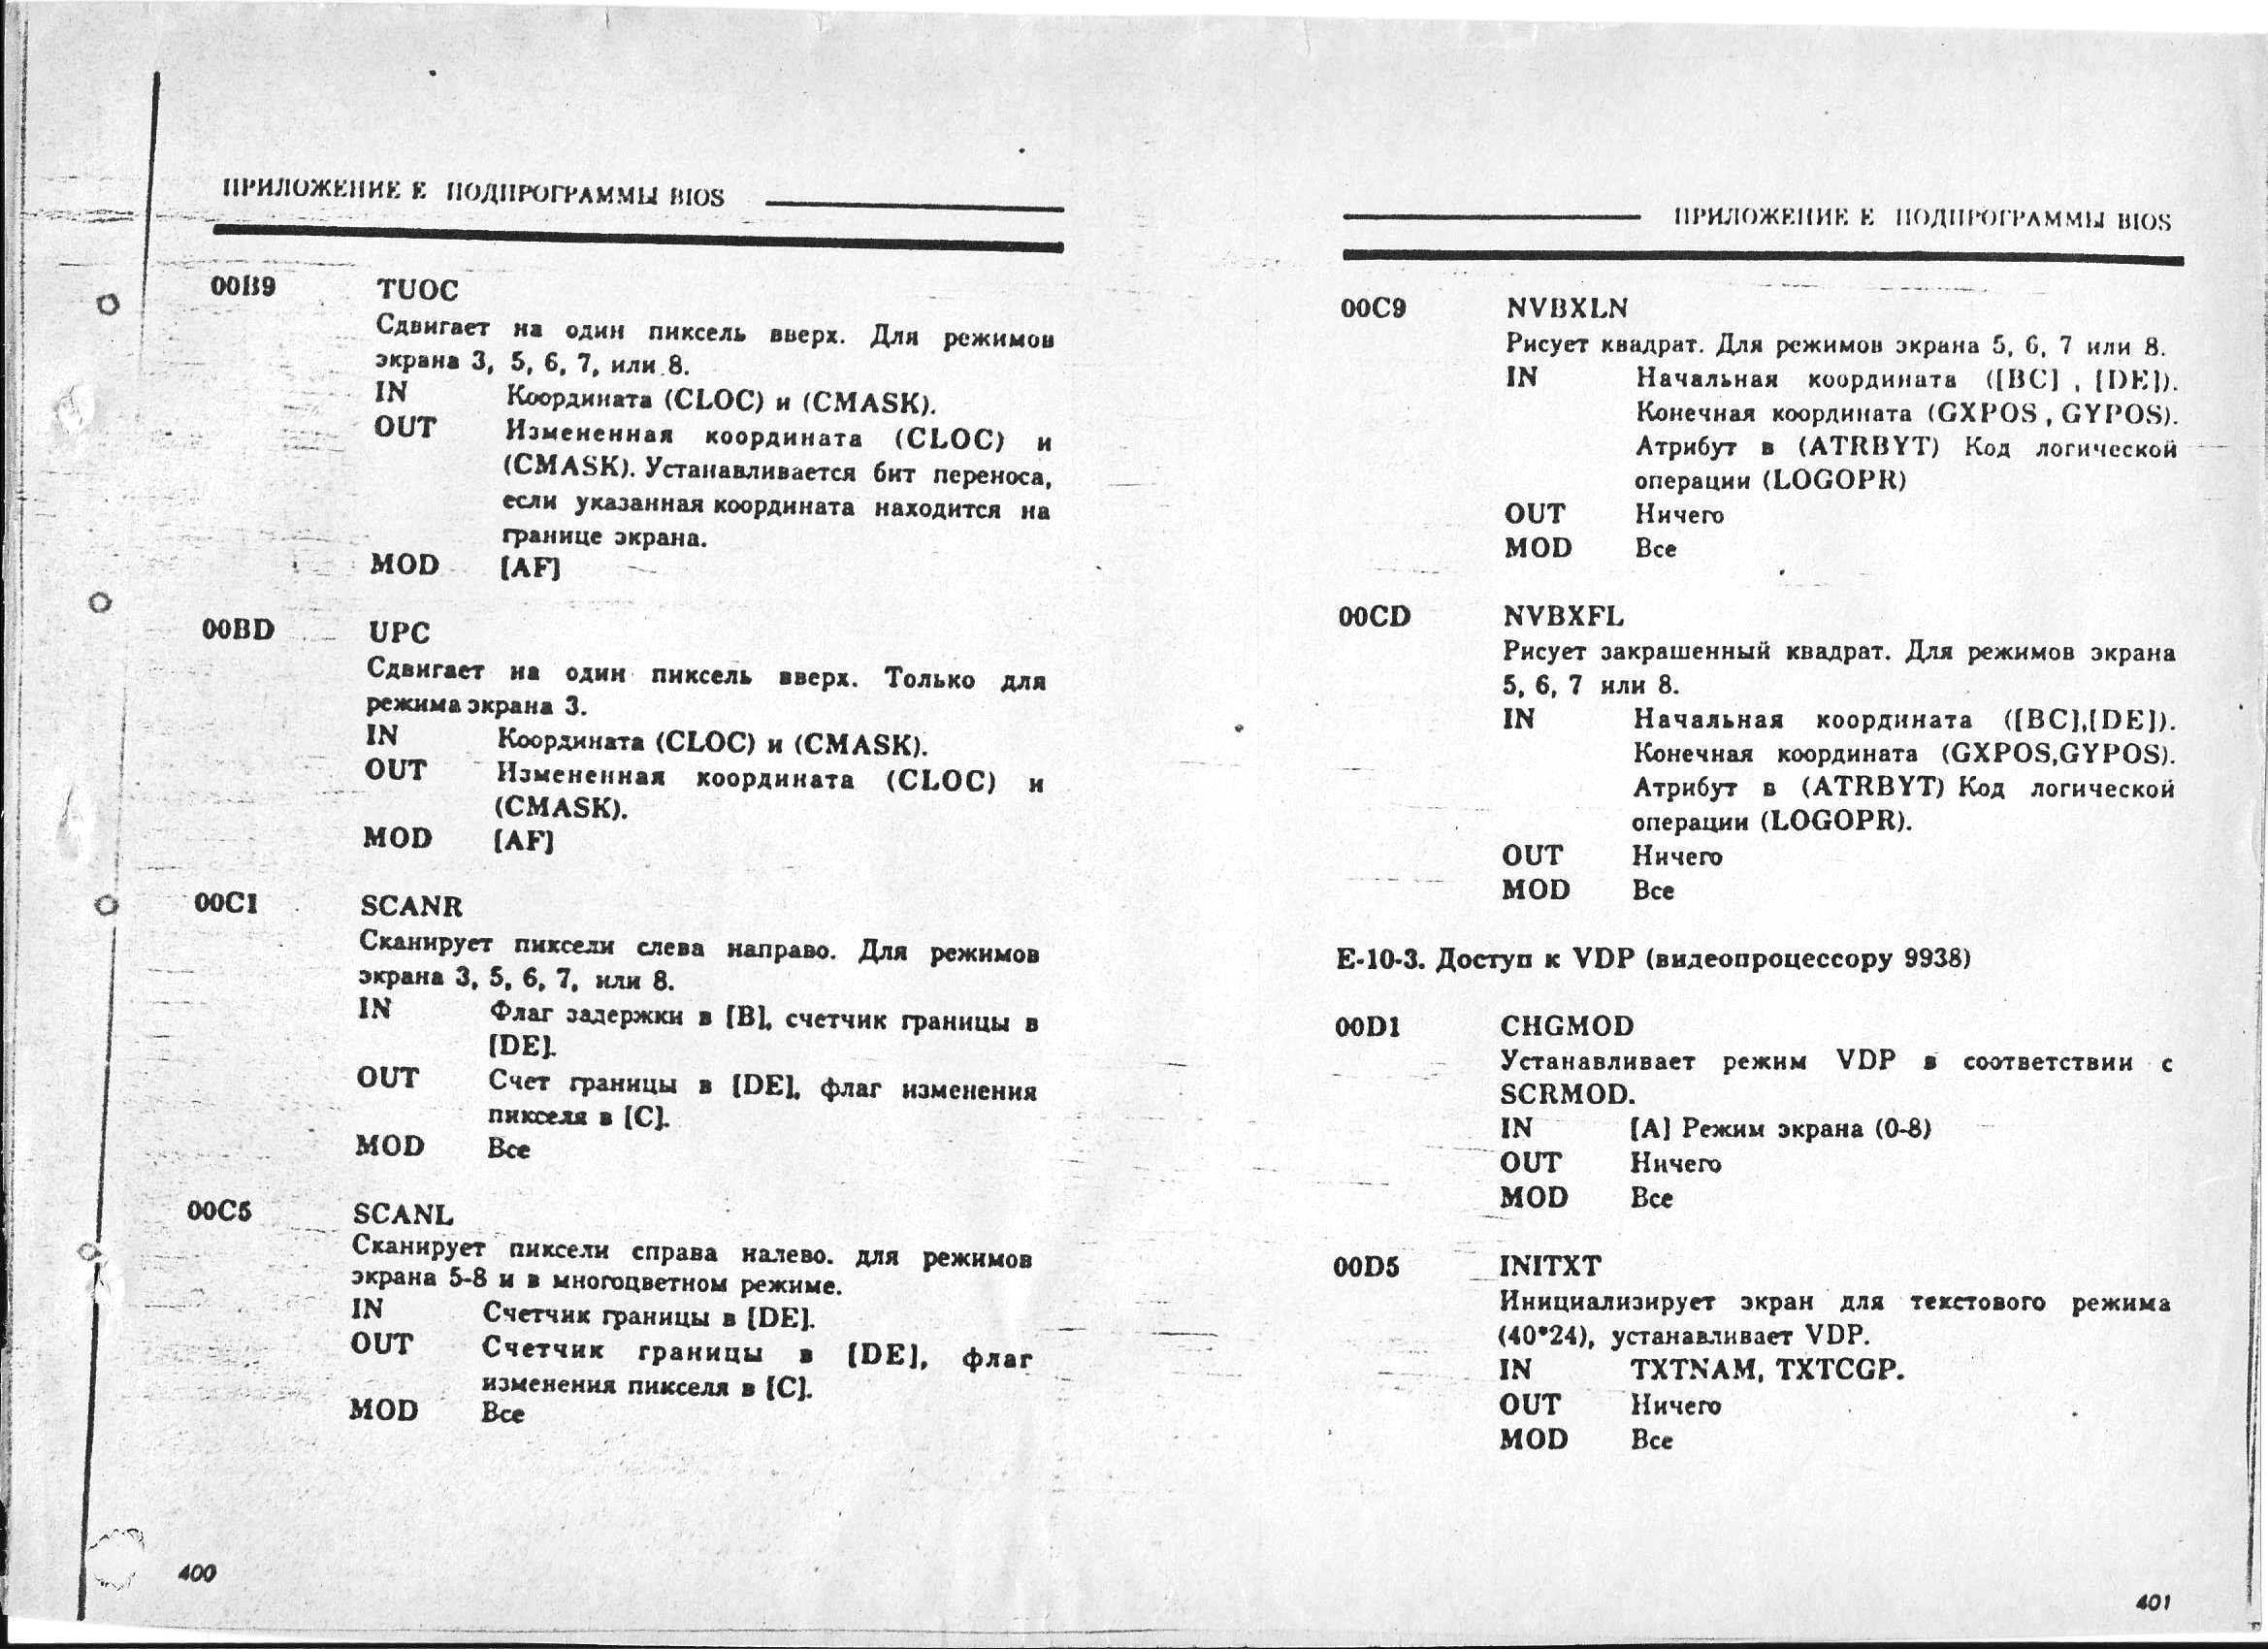 ПРИЛОЖЕНИЕ Е ПОДПРОГРАММЫ BIOS
00B9 TUOC
Сдвигает на один пиксель вверх. Для режимов
экрана 3, 5, 6, 7, или 8.
IN Координата (CLOC) и (CMASK).
OUT Измененная координата (CLOC) и
(CMASK). Устанавливается бит переноса,
если указанная координата находится на
границе экрана.
MOD [AF]
00BD UPC
Сдвигает на один пиксель вверх. Только для
режима экрана 3.
IN Координата (CLOC) и (CMASK).
OUT Измененная координата (CLOC) и
(CMASK).
MOD [AF]
00C1 SCANR
Сканирует пиксели слева направо. Для режимов
экрана 3, 5, 6, 7, или 8.
IN Флаг задержки в [B], счетчик границы в
[DE].
OUT Счет границы в [DE], флаг изменения
пикселя в [C].
MOD Все
00C5 SCANL
Сканирует пиксели справа налево. для режимов
экрана 5-8 и в многоцветном режиме.
IN Счетчик границы в [DE].
OUT Счетчик границы в [DE], флаг
изменения пикселя в [C].
MOD Все
400
ПРИЛОЖЕНИЕ Е ПОДПРОГРАММЫ BIOS
00C9 NVBXLN
Рисует квадрат. Для режимов экрана 5, 6, 7 или 8.
IN Начальная координата ([BC] , [DE]).
Конечная координата (GXPOS , GYPOS).
Атрибут в (ATRBYT) Код логической
операции (LOGOPR)
OUT Ничего
MOD Все
00CD NVBXFL
Рисует закрашенный квадрат. Для режимов экрана
5, 6, 7 или 8.
IN Начальная координата ([BC],[DE]).
Конечная координата (GXPOS,GYPOS).
Атрибут в (ATRBYT) Код логической
операции (LOGOPR).
OUT Ничего
MOD Все
Е-10-3. Доступ к VDP (видеопроцессору 9938)
00D1 CHGMOD
Устанавливает режим VDP в соответствии с
SCRMOD.
IN [A] Режим экрана (0-8)
OUT Ничего
MOD Все
00D5 INITXT
Инициализирует экран для текстового режима
(40*24), устанавливает VDP.
IN TXTNAM, TXTCGP.
OUT Ничего
MOD Все
401